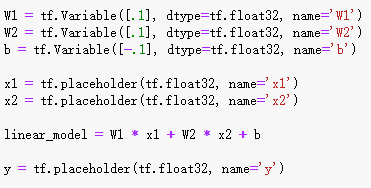 W1 = tf.Variable([.1], dtype=tf.float32, name='W1')
W2 = tf.Variable([.1], dtype=tf.float32, name='W2')
b = tf.Variable([-.1], dtype=tf.float32, name='b')
x1 = tf.placeholder(tf.float32, name='x1')
x2 = tf.placeholder(tf.float32, name='x2')
linear_model = W1 * x1 + W2 * x2 + b
y = tf.placeholder(tf.float32, name='y')